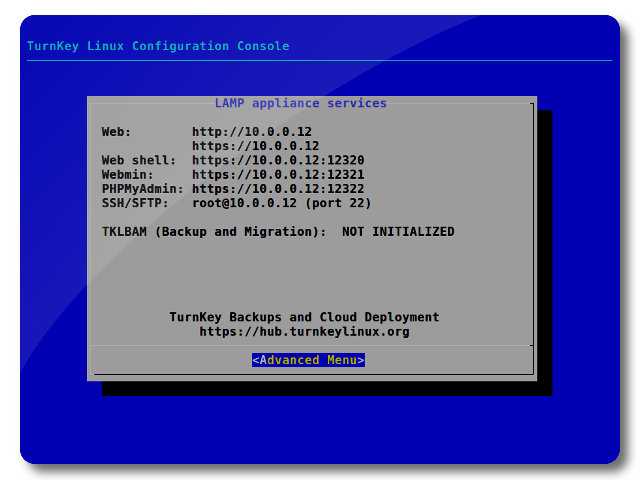 TurnKey Linux Configuration Console
LAMP appliance services
Web: http://10.0.0.12
https://10.0.0.12
Web shell: https://10.0.0.12:12320
Webmin: https://10.0.0.12:12321
PHPMyAdmin: https://10.0.0.12:12322
SSH/SFTP: root@10.0.0.12 (port 22)
TKLBAM (Backup and Migration): NOT INITIALIZED
TurnKey Backups and Cloud Deployment
https://hub.turnkeylinux.org
<Advanced Menu>